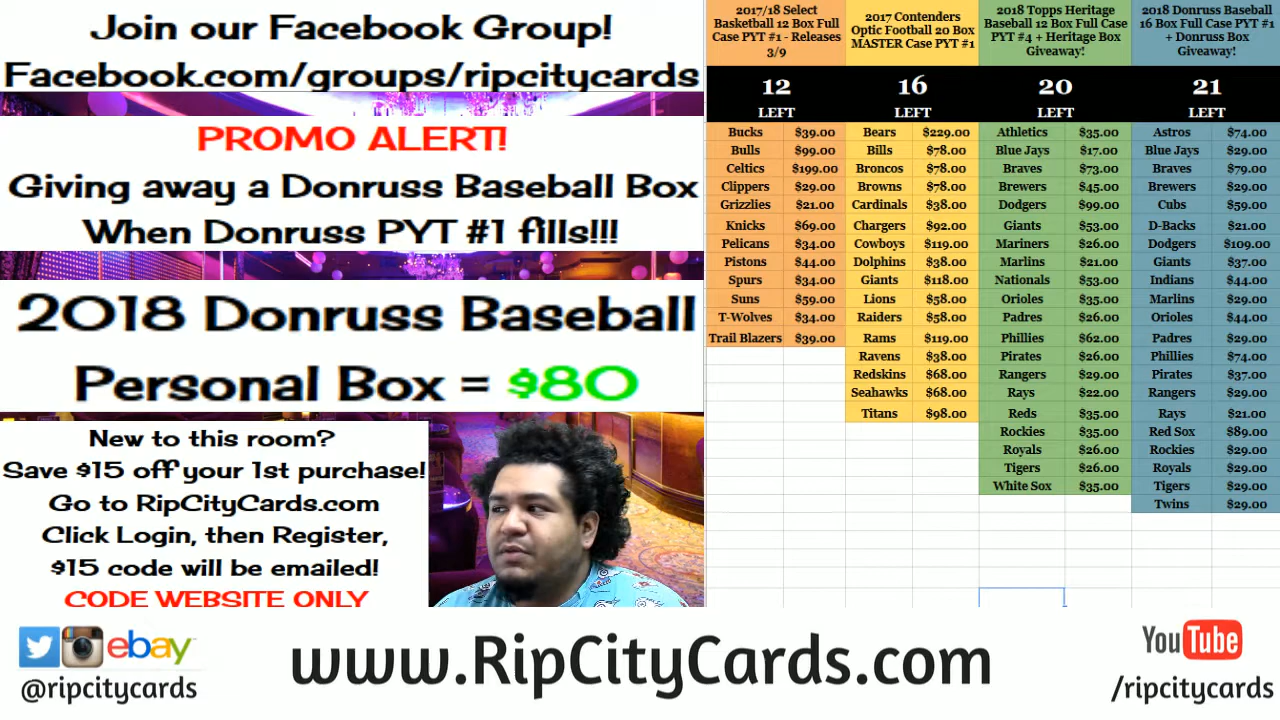 Join our Facebook Group!
Facebook.com/groups/ripcitycards
PROMO ALERT!
Giving away a Donruss Baseball Box
When Donruss PYT #1 fills!!!
2018 Donruss Baseball
Personal Box = $80
New to this room?
Save $15 off your 1st purchase!
Go to RipCityCards.com
Click Login, then Register,
$15 code will be emailed!
CODE WEBSITE ONLY
2017/18 Select
Basketball 12 Box Full
Case PYT #1 - Releases
3/9
12
LEFT
Bucks $39.00
Bulls $99.00
Celtics $199.00
Clippers $29.00
Grizzlies $21.00
Knicks $69.00
Pelicans $34.00
Pistons $44.00
Spurs $34.00
Suns $59.00
T-Wolves $34.00
Trail Blazers $39.00
2017 Contenders
Optic Football 20 Box
MASTER Case PYT #1
16
LEFT
Bears $229.00
Bills $78.00
Broncos $78.00
Browns $78.00
Cardinals $38.00
Chargers $92.00
Cowboys $119.00
Dolphins $38.00
Giants $118.00
Lions $58.00
Raiders $58.00
Rams $119.00
Ravens $38.00
Redskins $68.00
Seahawks $68.00
Titans $98.00
2018 Topps Heritage
Baseball 12 Box Full Case
PYT #4 + Heritage Box
Giveaway!
20
LEFT
Athletics $35.00
Blue Jays $17.00
Braves $73.00
Brewers $45.00
Dodgers $99.00
Giants $53.00
Mariners $26.00
Marlins $21.00
Nationals $53.00
Orioles $35.00
Padres $26.00
Phillies $62.00
Pirates $26.00
Rangers $29.00
Rays $22.00
Reds $35.00
Rockies $35.00
Royals $26.00
Tigers $26.00
White Sox $35.00
2018 Donruss Baseball
16 Box Full Case PYT #1
+ Donruss Box
Giveaway!
21
LEFT
Astros $74.00
Blue Jays $29.00
Braves $79.00
Brewers $29.00
Cubs $59.00
D-Backs $21.00
Dodgers $109.00
Giants $37.00
Indians $44.00
Marlins $29.00
Orioles $44.00
Padres $29.00
Phillies $74.00
Pirates $37.00
Rangers $29.00
Rays $21.00
Red Sox $89.00
Rockies $29.00
Royals $29.00
Tigers $29.00
Twins $29.00
ebay
@ripcitycards
www.RipCityCards.com
YouTube
/ripcitycards